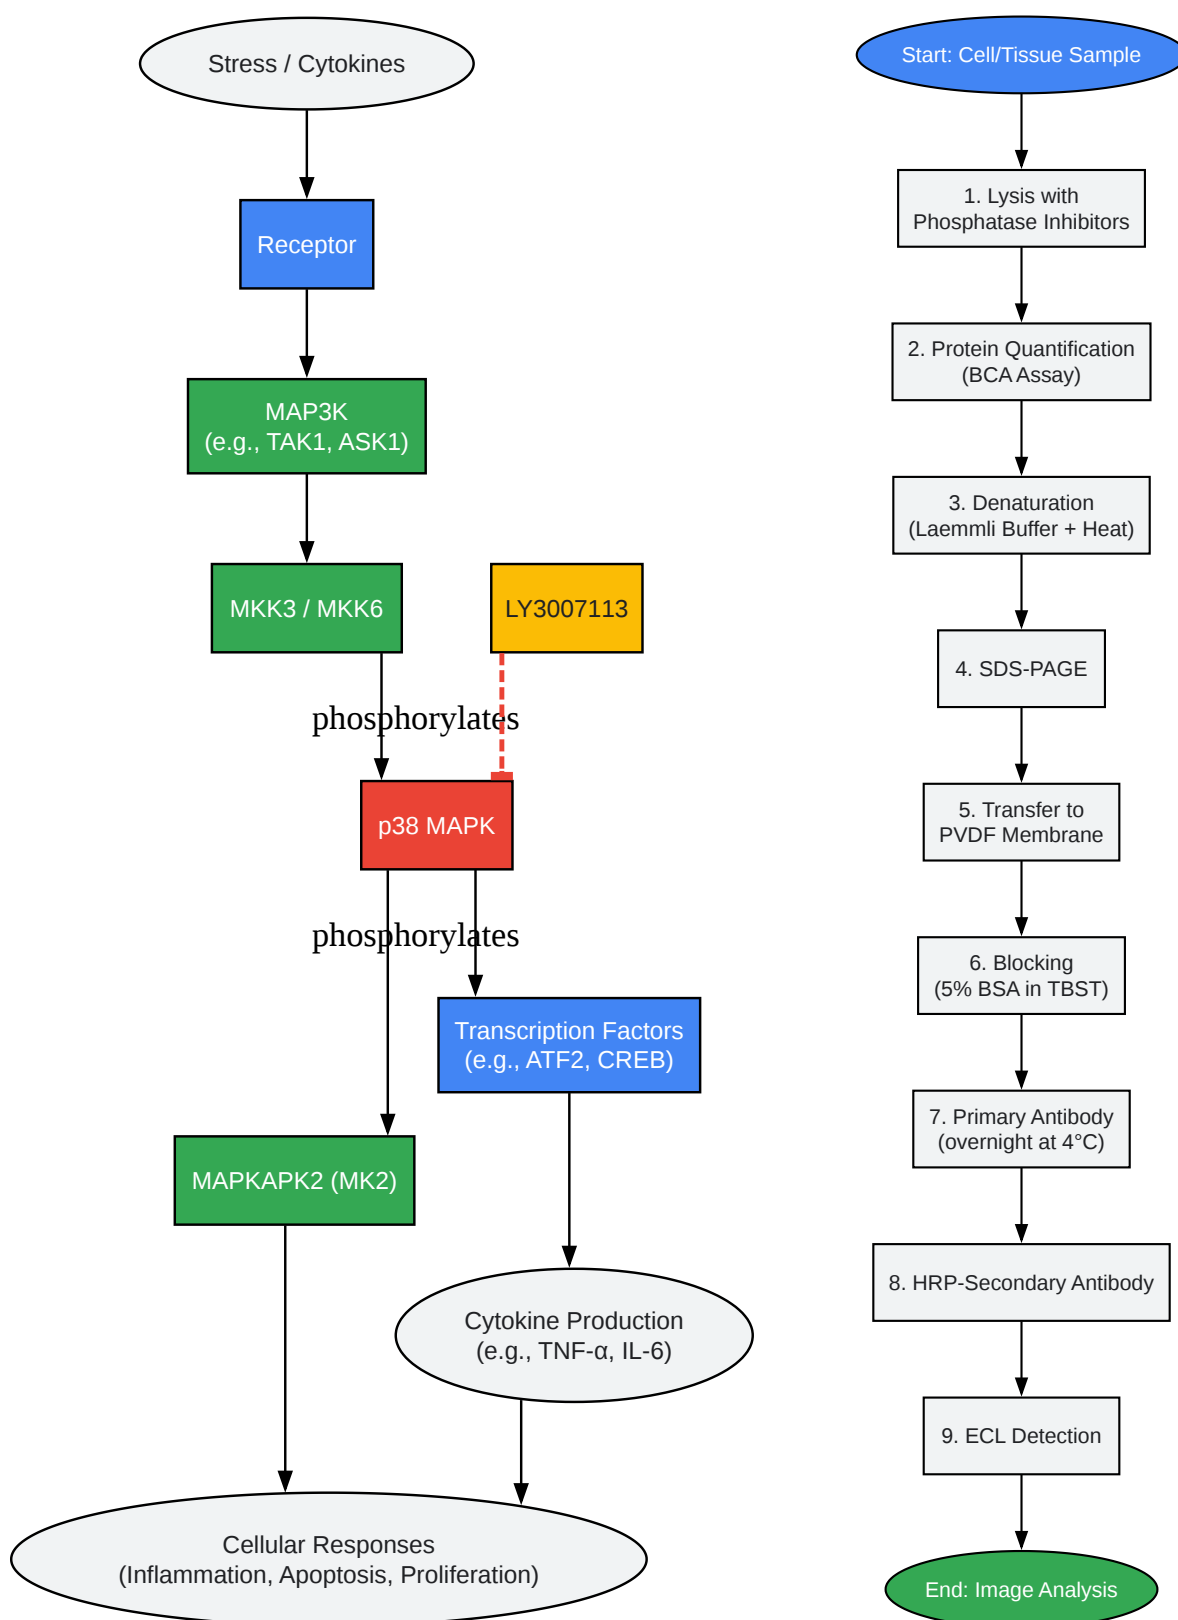 Stress / Cytokines
Receptor
MAP3K
(e.g., TAK1, ASK1)
MKK3 / MKK6
LY3007113
phosphorylates
p38 MAPK
phosphorylates
Transcription Factors
(e.g., ATF2, CREB)
MAPKAPK2 (MK2)
Cytokine Production
(e.g., TNF-α, IL-6)
Cellular Responses
(Inflammation, Apoptosis, Proliferation)
Start: Cell/Tissue Sample
1. Lysis with
Phosphatase Inhibitors
2. Protein Quantification
(BCA Assay)
3. Denaturation
(Laemmli Buffer + Heat)
4. SDS-PAGE
5. Transfer to
PVDF Membrane
6. Blocking
(5% BSA in TBST)
7. Primary Antibody
(overnight at 4°C)
8. HRP-Secondary Antibody
9. ECL Detection
End: Image Analysis